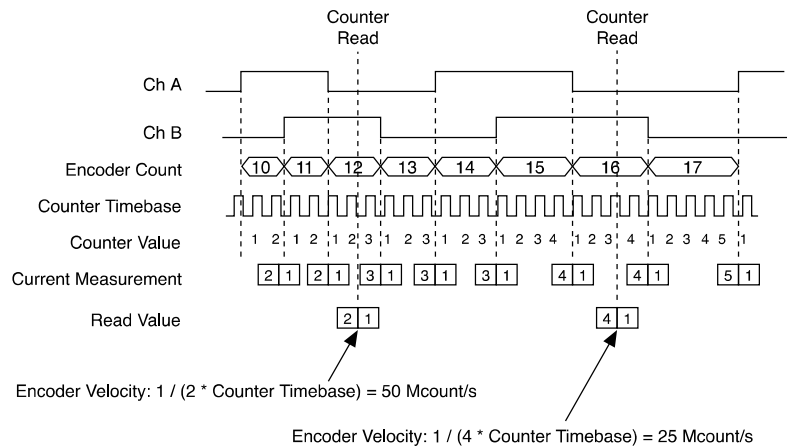 Counter Read Counter Read
Ch A
Ch B
Encoder Count 10 11 12 13 14 15 16 17
Counter Timebase
Counter Value 1 2 1 2 1 2 3 1 2 3 1 2 3 1 2 3 4 1 2 3 4 1 2 3 4 5 1
Current Measurement 2 1 2 1 3 1 3 1 3 1 4 1 4 1 5 1
Read Value 2 1 4 1
Encoder Velocity: 1 / (2 * Counter Timebase) = 50 Mcount/s
Encoder Velocity: 1 / (4 * Counter Timebase) = 25 Mcount/s